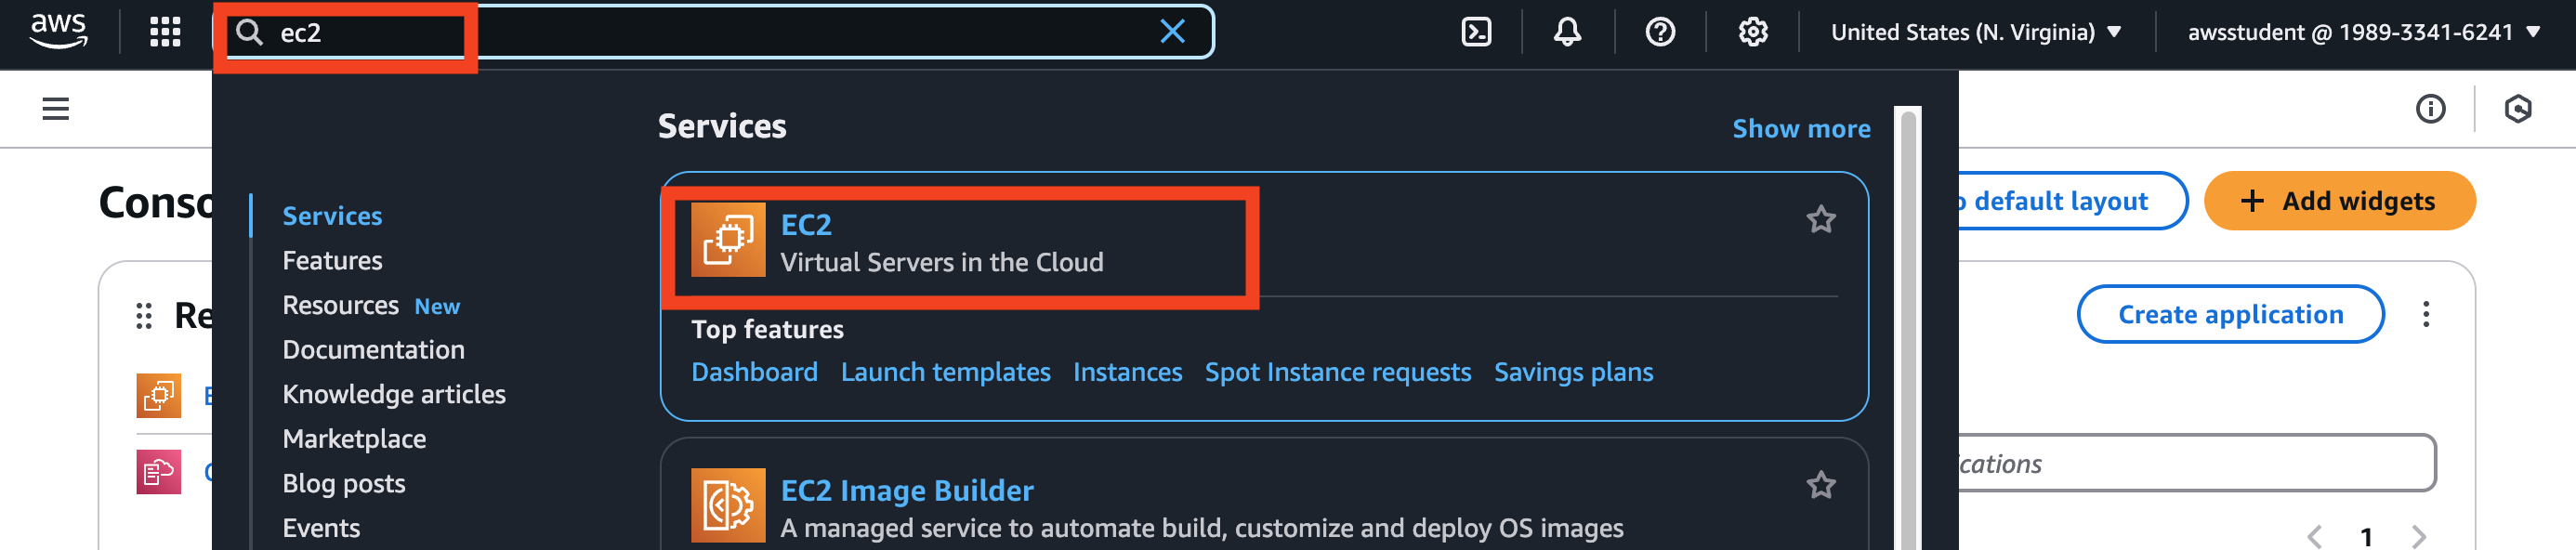 aws
ec2
United States (N. Virginia)
awsstudent @ 1989-3341-6241
Services
Show more
Services
Features
Resources New
Documentation
Knowledge articles
Marketplace
Blog posts
Events
EC2
Virtual Servers in the Cloud
Top features
Dashboard Launch templates Instances Spot Instance requests Savings plans
EC2 Image Builder
A managed service to automate build, customize and deploy OS images
default layout
Add widgets
Create application
1